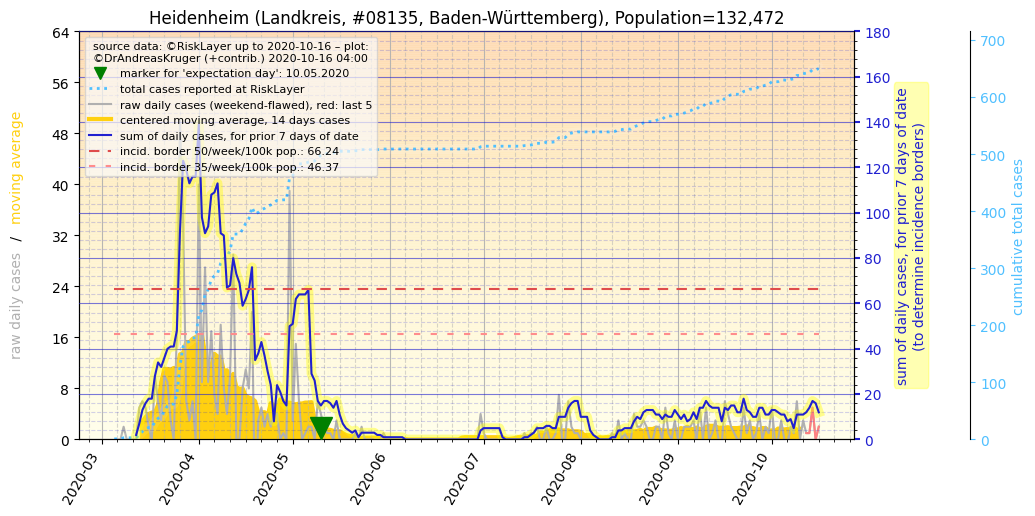 Heidenheim (Landkreis, #08135, Baden-Württemberg), Population=132,472
source data: ©RiskLayer up to 2020-10-16 – plot:
©DrAndreasKruger (+contrib.) 2020-10-16 04:00
marker for 'expectation day': 10.05.2020
total cases reported at RiskLayer
raw daily cases (weekend-flawed), red: last 5
centered moving average, 14 days cases
sum of daily cases, for prior 7 days of date
incid. border 50/week/100k pop.: 66.24
incid. border 35/week/100k pop.: 46.37
raw daily cases / moving average
64
56
48
40
32
24
16
8
0
2020-03
2020-04
2020-05
2020-06
2020-07
2020-08
2020-09
2020-10
180
160
140
120
100
80
60
40
20
0
sum of daily cases, for prior 7 days of date
(to determine incidence borders)
700
600
500
400
300
200
100
0
cumulative total cases